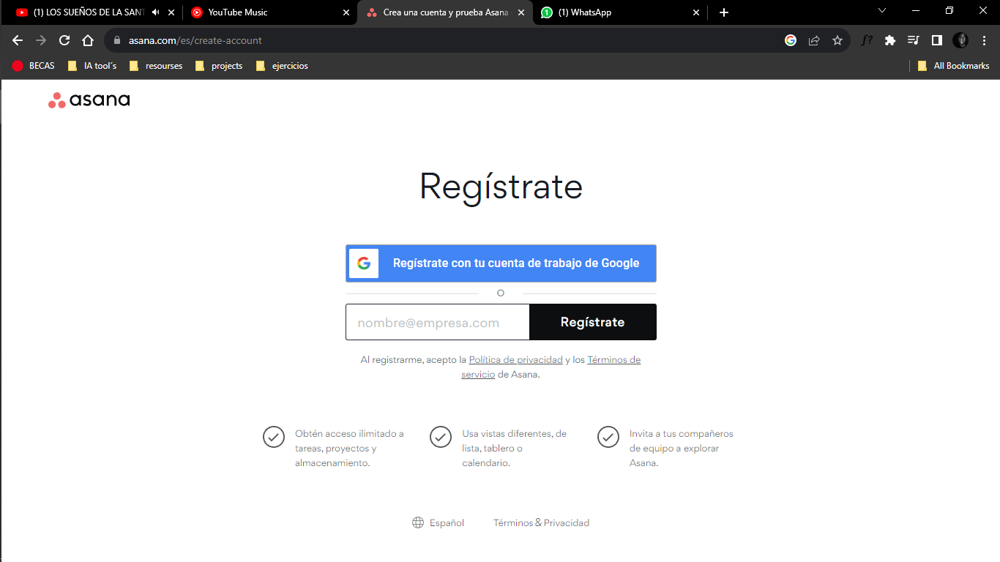 (1) LOS SUEÑOS DE LA SANT
YouTube Music
Crea una cuenta y prueba Asana
(1) WhatsApp
asana.com/es/create-account
BECAS
IA tool´s
resourses
projects
ejercicios
All Bookmarks
asana
Regístrate
Regístrate con tu cuenta de trabajo de Google
O
nombre@empresa.com
Regístrate
Al registrarme, acepto la Política de privacidad y los Términos de
servicio de Asana.
Obtén acceso ilimitado a
tareas, proyectos y
almacenamiento.
Usa vistas diferentes, de
lista, tablero o
calendario.
Invita a tus compañeros
de equipo a explorar
Asana.
Español
Términos & Privacidad